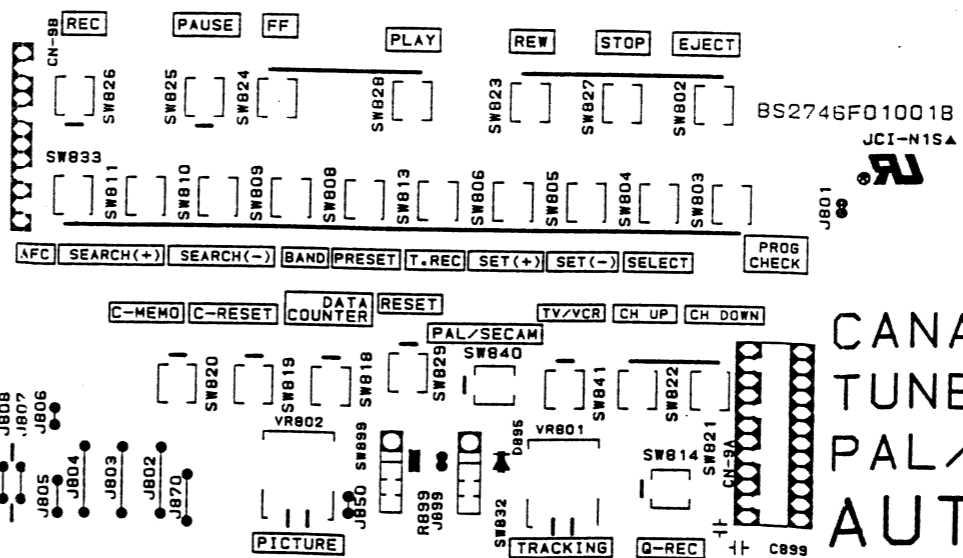 REC
PAUSE
FF
PLAY
REW
STOP
EJECT
CN-9B
SW826
SW825
SW824
SW828
SW823
SW827
SW802
BS2746F01001B
JCI-N1S▲
UR
®
SW833
SW811
SW810
SW809
SW808
SW813
SW806
SW805
SW804
SW803
J801
AFC
SEARCH(+)
SEARCH(-)
BAND
PRESET
T.REC
SET(+)
SET(-)
SELECT
PROG
CHECK
C-MEMO
C-RESET
DATA
COUNTER
RESET
PAL/SECAM
TV/VCR
CH UP
CH DOWN
SW820
SW819
SW818
SW829
SW840
SW841
SW822
SW821
CN-9A
CANA
TUNE
PAL/
AUT
J808
J807
J806
J805
J804
J803
J802
J870
VR802
SW899
J850
R899
J899
D895
SW832
VR801
SW814
C899
PICTURE
TRACKING
Q-REC